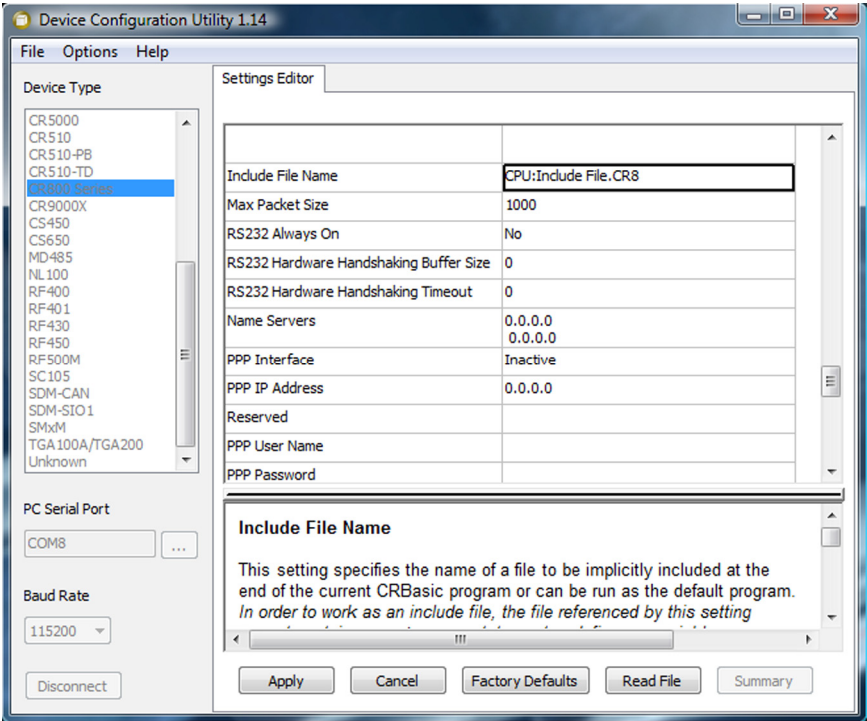 Device Configuration Utility 1.14
File Options Help
Device Type
CR5000
CR510
CR510-PB
CR510-TD
CR800 Series
CR9000X
CS450
CS650
MD485
NL100
RF400
RF401
RF430
RF450
RF500M
SC105
SDM-CAN
SDM-SIO1
SMxM
TGA100A/TGA200
Unknown
PC Serial Port
COM8
...
Baud Rate
115200
Disconnect
Settings Editor
Include File Name CPU:Include File.CR8
Max Packet Size 1000
RS232 Always On No
RS232 Hardware Handshaking Buffer Size 0
RS232 Hardware Handshaking Timeout 0
Name Servers 0.0.0.0
0.0.0.0
PPP Interface Inactive
PPP IP Address 0.0.0.0
Reserved
PPP User Name
PPP Password
Include File Name
This setting specifies the name of a file to be implicitly included at the
end of the current CRBasic program or can be run as the default program.
In order to work as an include file, the file referenced by this setting
Apply Cancel Factory Defaults Read File Summary